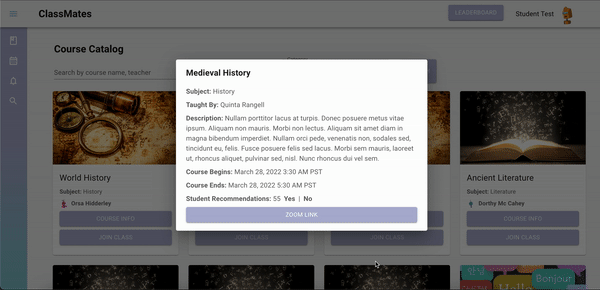 ClassMates
LEADERBOARD
Student Test
Course Catalog
Search by course name, teacher
Medieval History
Subject: History
Taught By: Quinta Rangell
Description: Nullam porttitor lacus at turpis. Donec posuere metus vitae
ipsum. Aliquam non mauris. Morbi non lectus. Aliquam sit amet diam in
magna bibendum imperdiet. Nullam orci pede, venenatis non, sodales sed,
tincidunt eu, felis. Fusce posuere felis sed lacus. Morbi sem mauris, laoreet
ut, rhoncus aliquet, pulvinar sed, nisl. Nunc rhoncus dui vel sem.
Course Begins: March 28, 2022 3:30 AM PST
Course Ends: March 28, 2022 5:30 AM PST
Student Recommendations: 55 Yes | No
ZOOM LINK
World History
Subject: History
Orsa Hidderley
COURSE INFO
JOIN CLASS
JOIN CLASS
JOIN CLASS
Ancient Literature
Subject: Literature
Dorthy Mc Cahey
COURSE INFO
JOIN CLASS
안녕
Bonjour